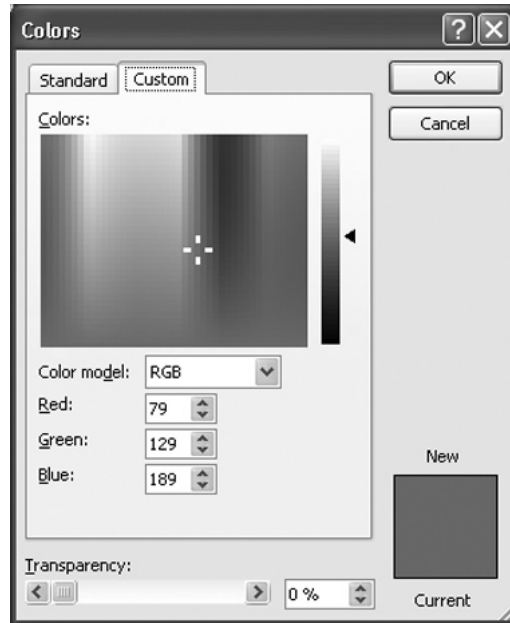 Colors
Standard Custom
OK
Colors:
Cancel
Color model: RGB
Red: 79
Green: 129
Blue: 189
New
Transparency:
0 %
Current